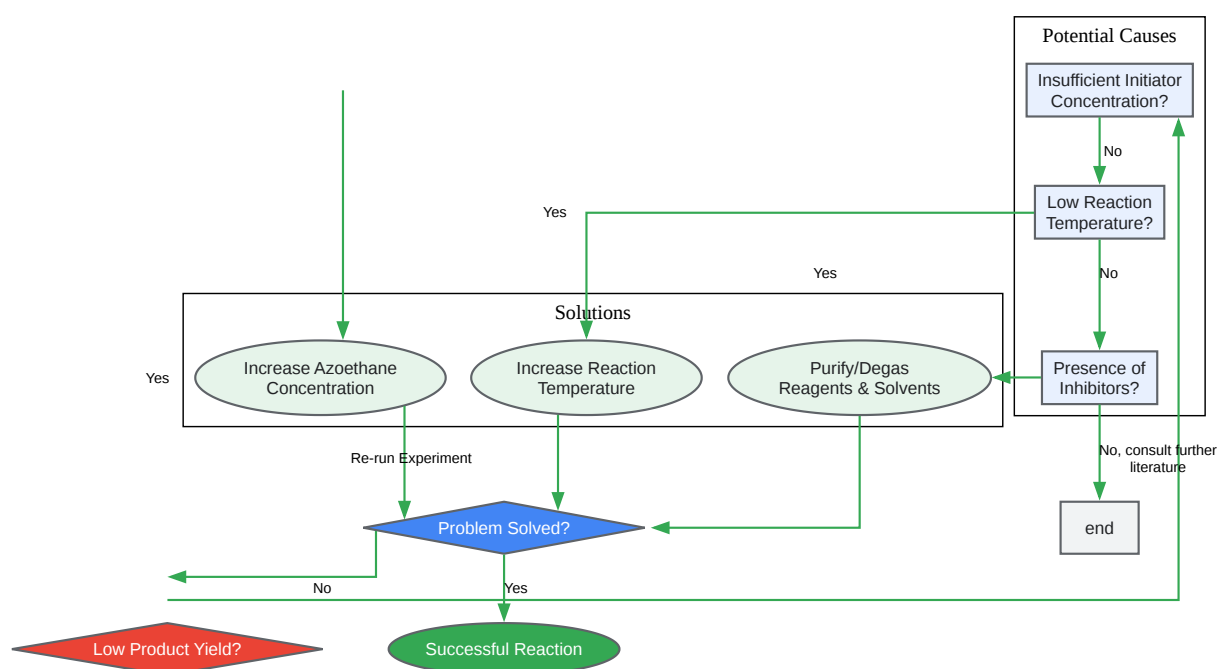 Potential Causes
Insufficient Initiator
Concentration?
No
Low Reaction
Temperature?
Yes
No
Yes
Solutions
Increase Azoethane
Concentration
Increase Reaction
Temperature
Purify/Degas
Reagents & Solvents
Presence of
Inhibitors?
Yes
Re-run Experiment
No, consult further
literature
Problem Solved?
end
No
Yes
Low Product Yield?
Successful Reaction